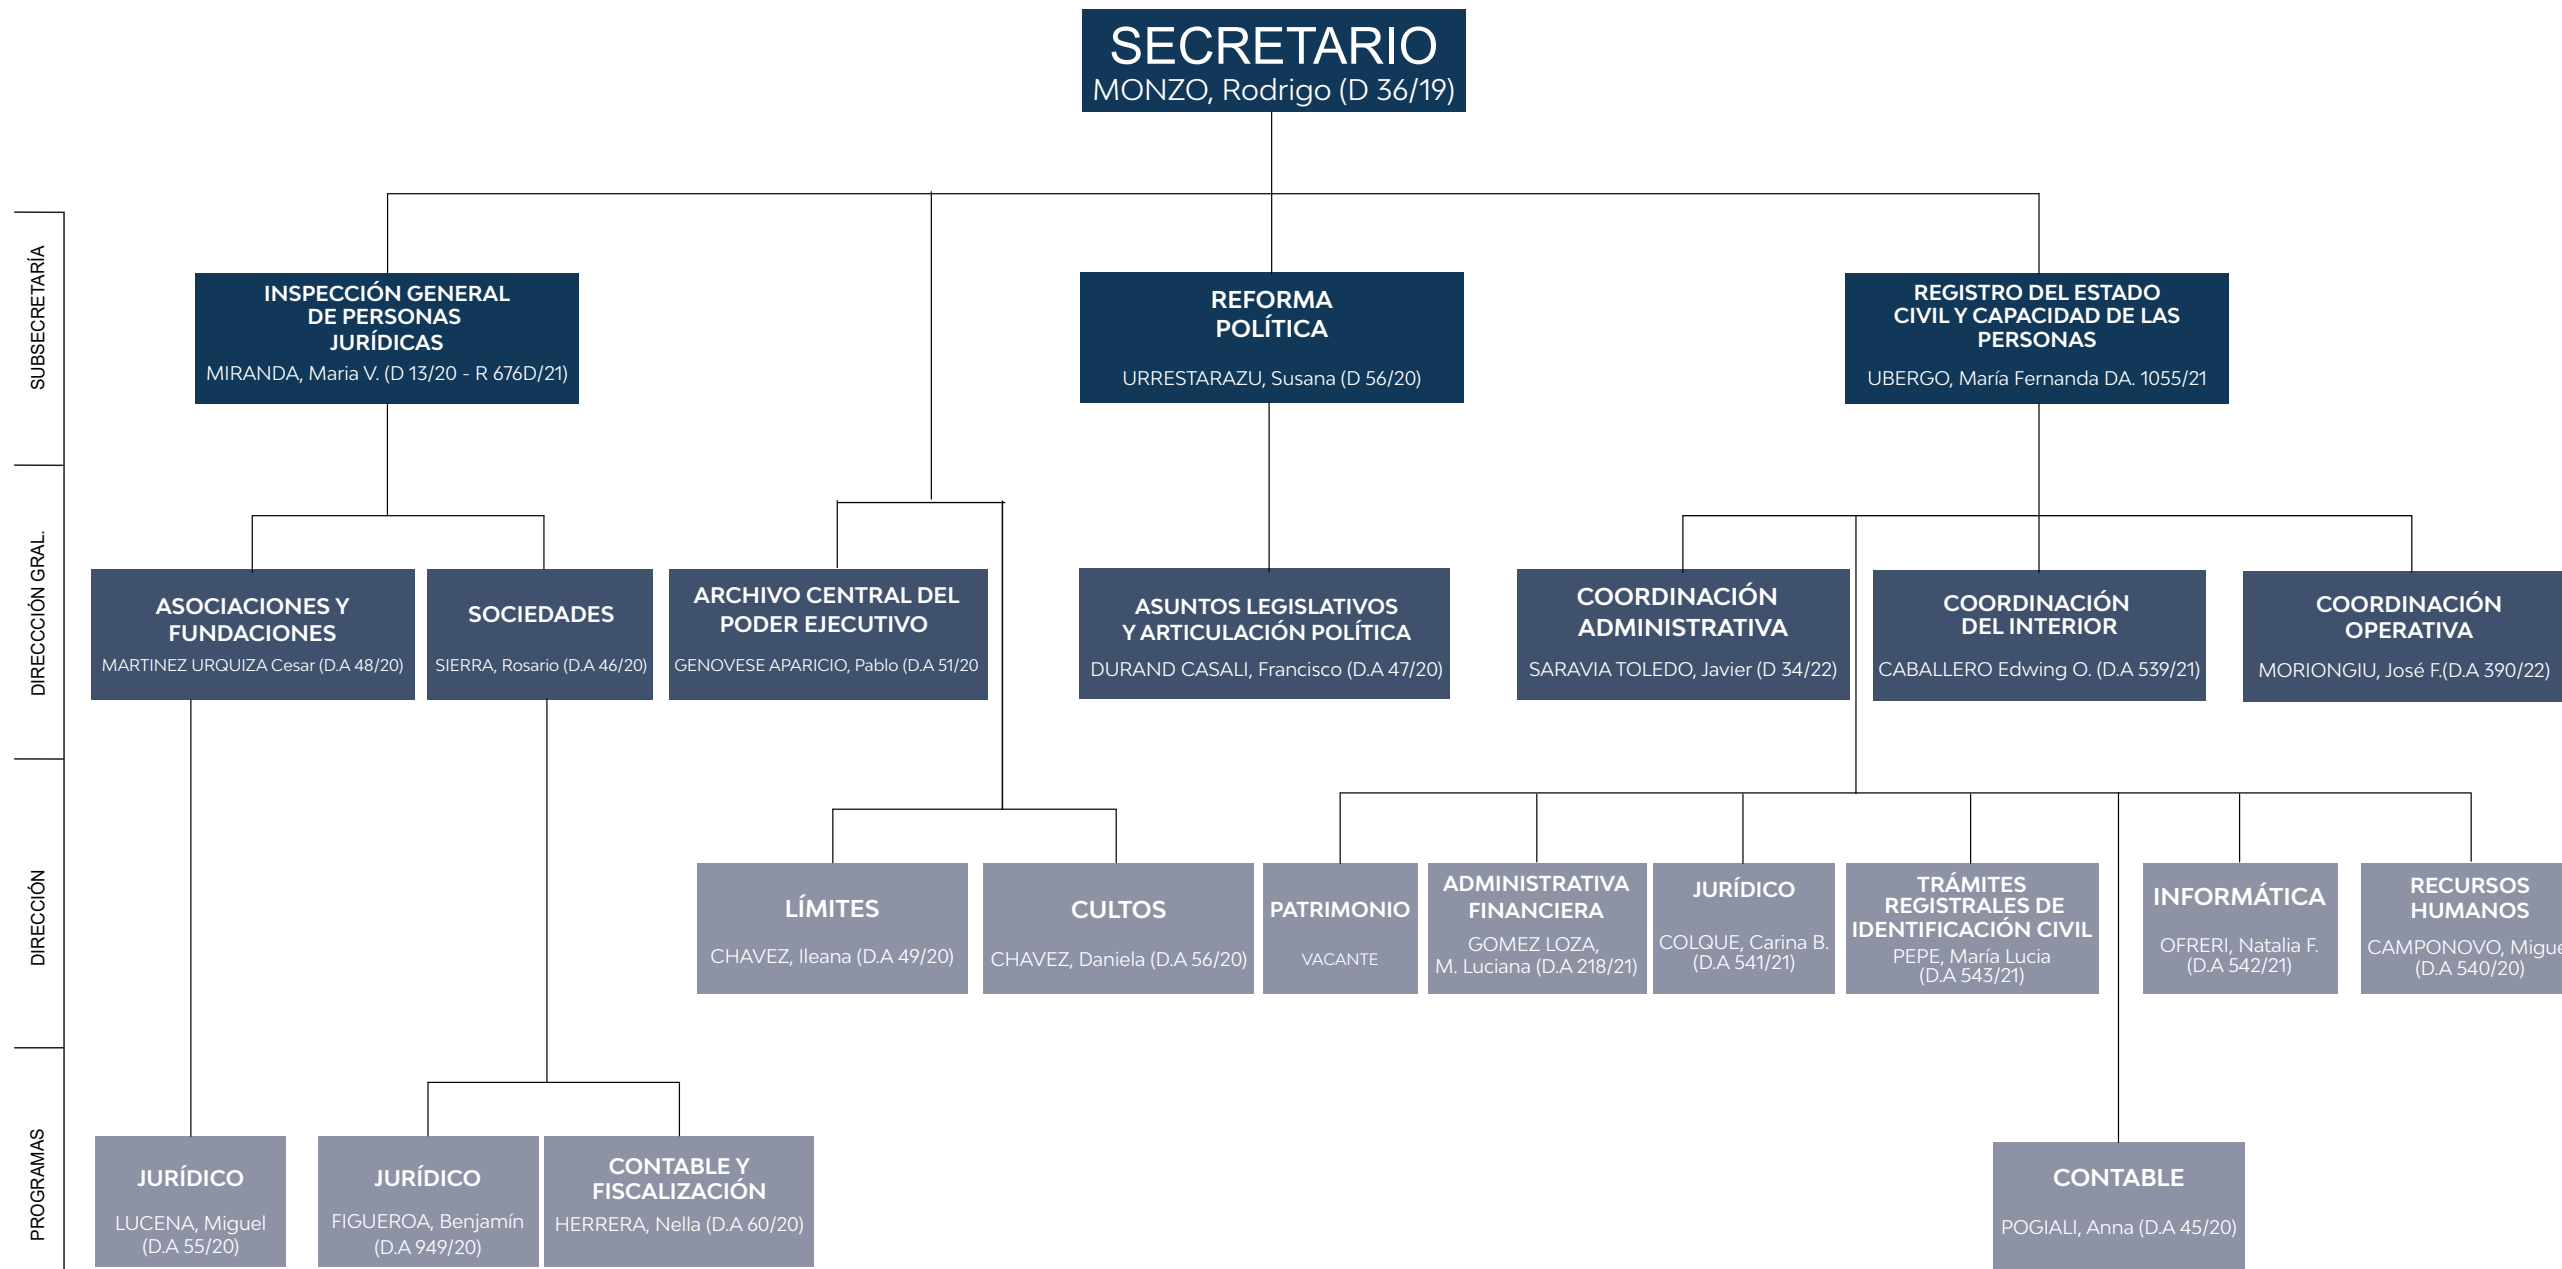 SECRETARIO
MONZO, Rodrigo (D 36/19)
SUBSECRETARÍA
INSPECCIÓN GENERAL
DE PERSONAS
JURÍDICAS
MIRANDA, Maria V. (D 13/20 - R 676D/21)
REFORMA
POLÍTICA
URRESTARAZU, Susana (D 56/20)
REGISTRO DEL ESTADO
CIVIL Y CAPACIDAD DE LAS
PERSONAS
UBERGO, María Fernanda DA. 1055/21
DIRECCCIÓN GRAL.
ASOCIACIONES Y
FUNDACIONES
MARTINEZ URQUIZA Cesar (D.A 48/20)
SOCIEDADES
SIERRA, Rosario (D.A 46/20)
ARCHIVO CENTRAL DEL
PODER EJECUTIVO
GENOVESE APARICIO, Pablo (D.A 51/20
ASUNTOS LEGISLATIVOS
Y ARTICULACIÓN POLÍTICA
DURAND CASALI, Francisco (D.A 47/20)
COORDINACIÓN
ADMINISTRATIVA
SARAVIA TOLEDO, Javier (D 34/22)
COORDINACIÓN
DEL INTERIOR
CABALLERO Edwing O. (D.A 539/21)
COORDINACIÓN
OPERATIVA
MORIONGIU, José F.(D.A 390/22)
DIRECCIÓN
LÍMITES
CHAVEZ, Ileana (D.A 49/20)
CULTOS
CHAVEZ, Daniela (D.A 56/20)
PATRIMONIO
VACANTE
ADMINISTRATIVA
FINANCIERA
GOMEZ LOZA,
M. Luciana (D.A 218/21)
JURÍDICO
COLQUE, Carina B.
(D.A 541/21)
TRÁMITES
REGISTRALES DE
IDENTIFICACIÓN CIVIL
PEPE, María Lucia
(D.A 543/21)
INFORMÁTICA
OFRERI, Natalia F.
(D.A 542/21)
RECURSOS
HUMANOS
CAMPONOVO, Migue
(D.A 540/20)
PROGRAMAS
JURÍDICO
LUCENA, Miguel
(D.A 55/20)
JURÍDICO
FIGUEROA, Benjamín
(D.A 949/20)
CONTABLE Y
FISCALIZACIÓN
HERRERA, Nella (D.A 60/20)
CONTABLE
POGIALI, Anna (D.A 45/20)